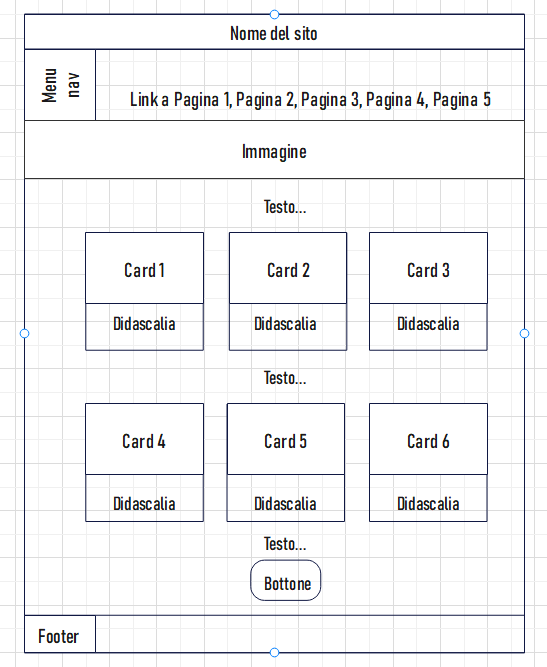 Nome del sito
Menu
nav
Link a Pagina 1, Pagina 2, Pagina 3, Pagina 4, Pagina 5
Immagine
Testo...
Card 1
Card 2
Card 3
Didascalia
Didascalia
Didascalia
Testo...
Card 4
Card 5
Card 6
Didascalia
Didascalia
Didascalia
Testo...
Bottone
Footer